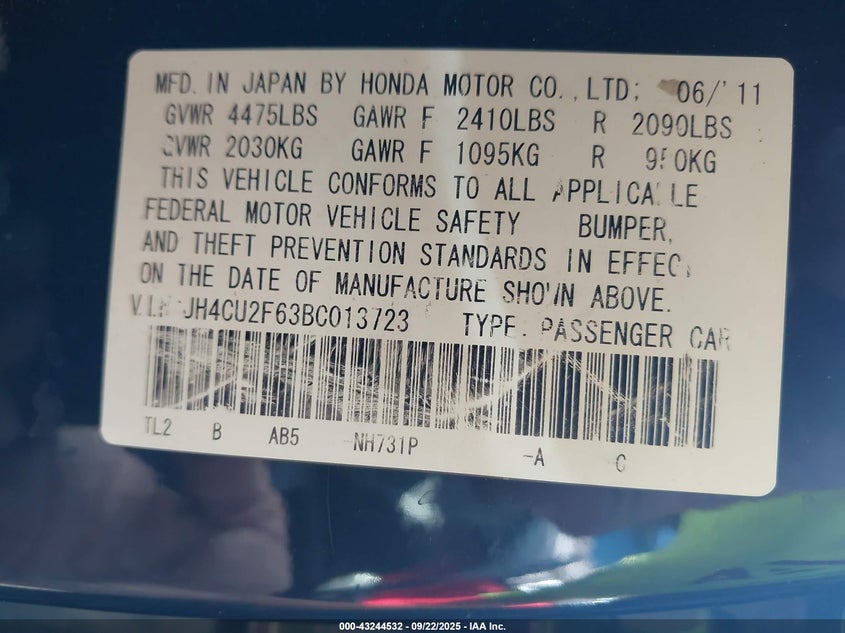 MFD. IN JAPAN BY HONDA MOTOR CO., LTD; 06/'11
GVWR 4475LBS GAWR F 2410LBS R 2090LBS
GVWR 2030KG GAWR F 1095KG R 950KG
THIS VEHICLE CONFORMS TO ALL APPLICABLE
FEDERAL MOTOR VEHICLE SAFETY BUMPER,
AND THEFT PREVENTION STANDARDS IN EFFECT
ON THE DATE OF MANUFACTURE SHOWN ABOVE.
V.I.N: JH4CU2F63BC013723 TYPE: PASSENGER CAR
TL2 B AB5 -NH731P -A C
000-43244532 - 09/22/2025 - IAA Inc.